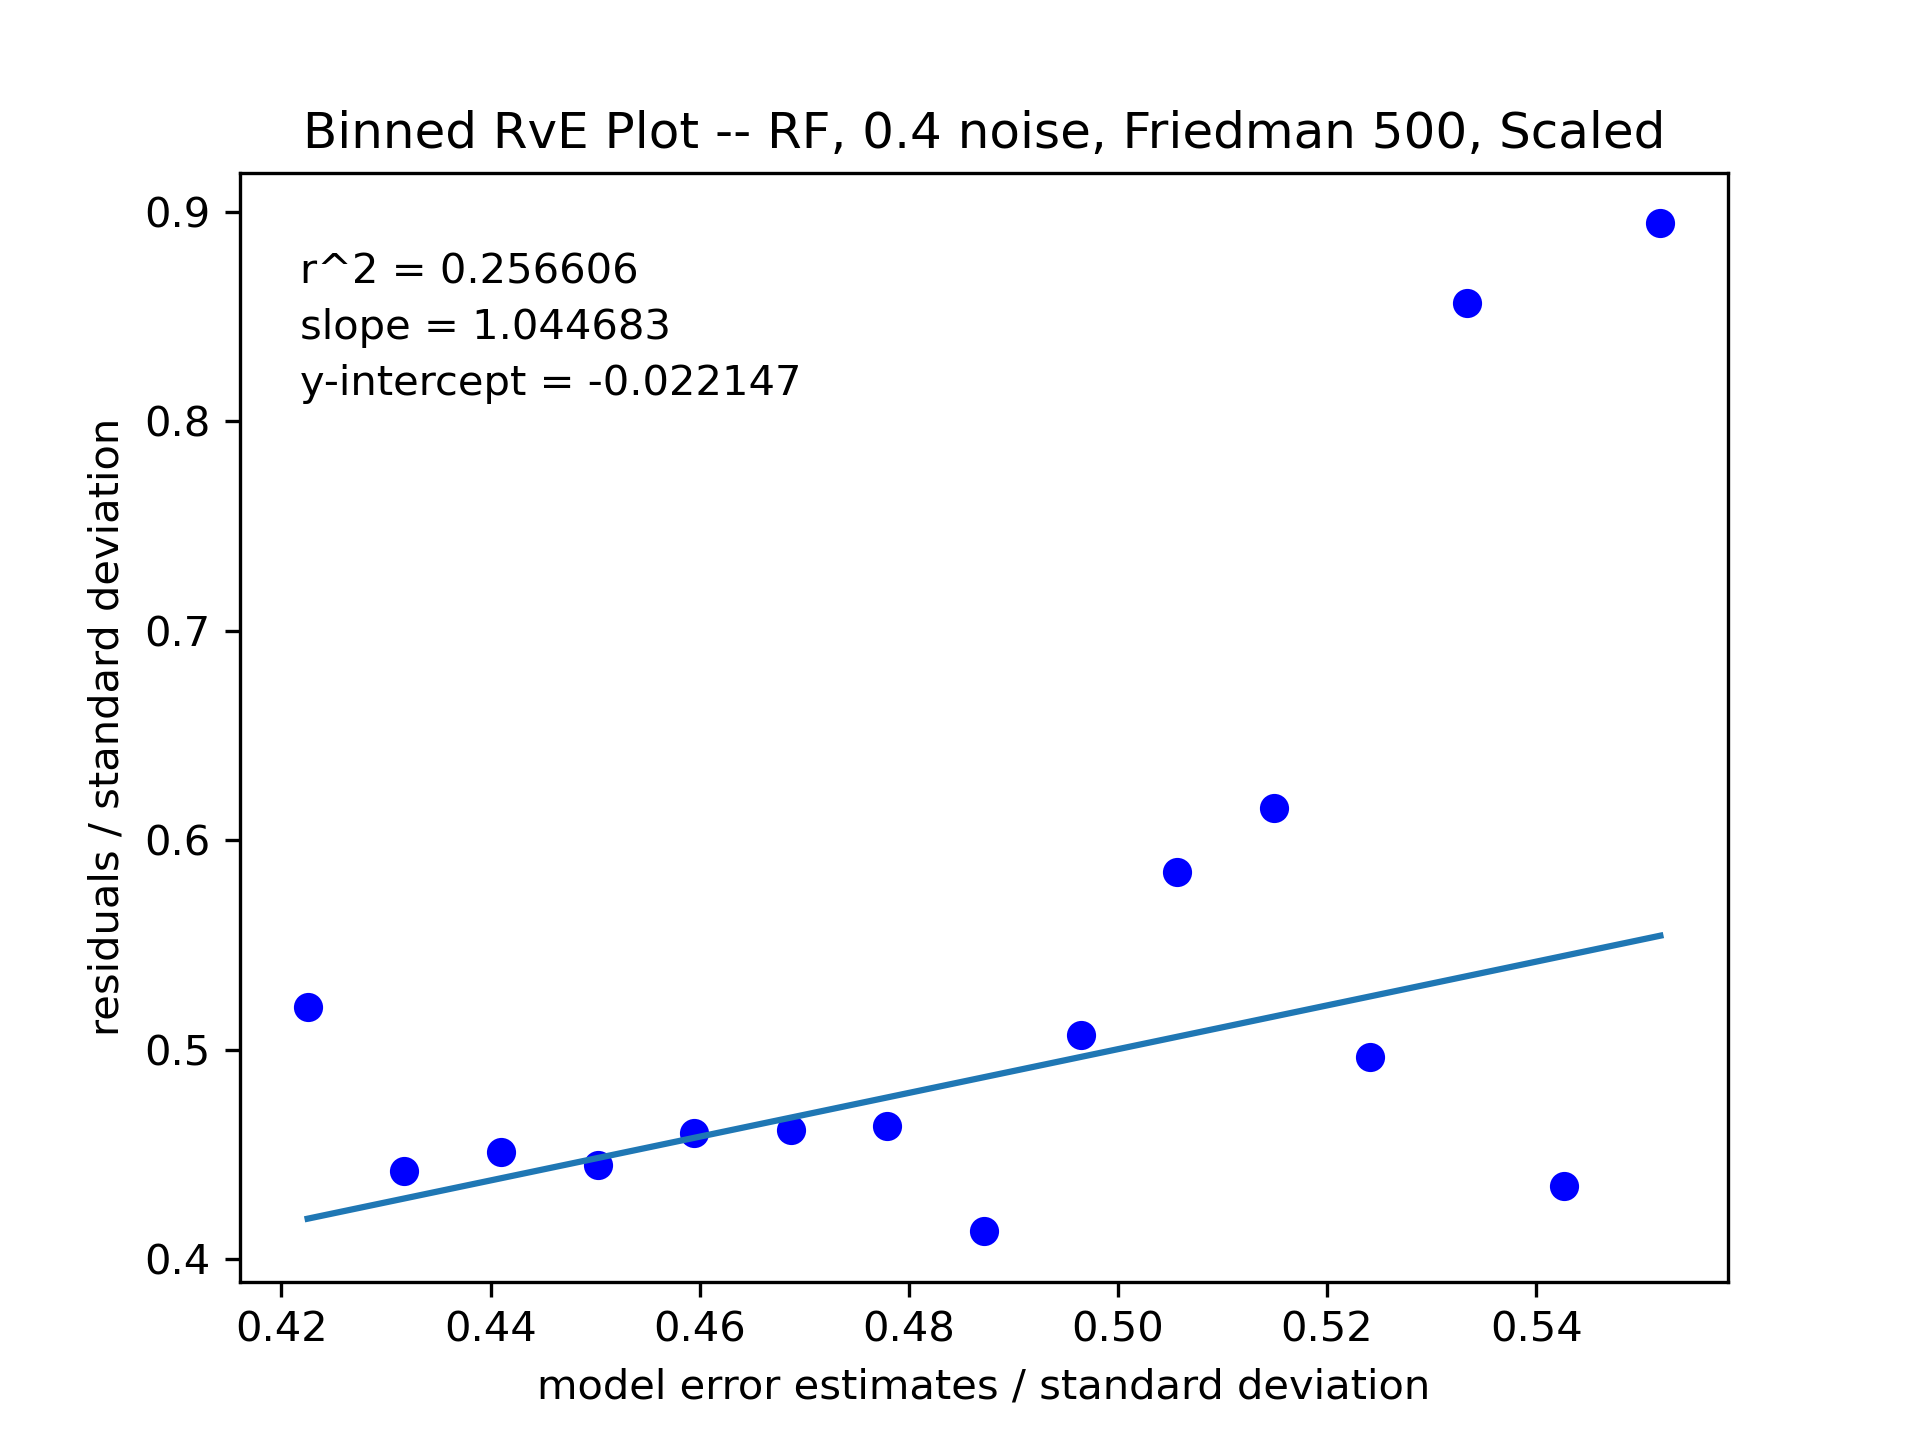 Binned RvE Plot -- RF, 0.4 noise, Friedman 500, Scaled
r^2 = 0.256606
slope = 1.044683
y-intercept = -0.022147
residuals / standard deviation
0.9
0.8
0.7
0.6
0.5
0.4
0.42 0.44 0.46 0.48 0.50 0.52 0.54
model error estimates / standard deviation